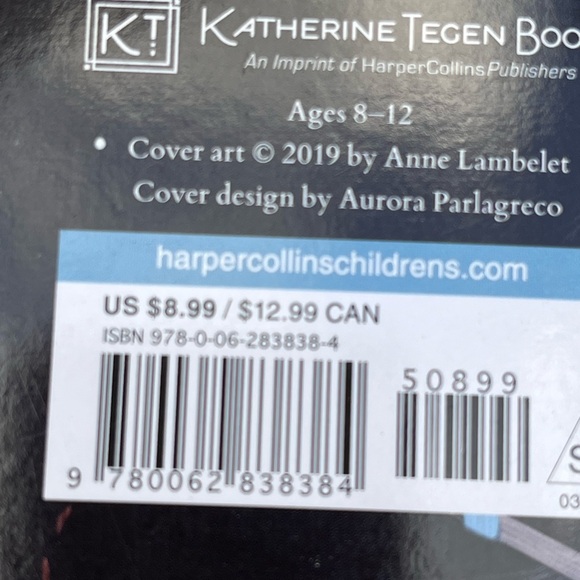 KT
KATHERINE TEGEN BOO
An Imprint of HarperCollinsPublishers
Ages 8–12
Cover art © 2019 by Anne Lambelet
Cover design by Aurora Parlagreco
harpercollinschildrens.com
US $8.99 / $12.99 CAN
ISBN 978-0-06-283838-4
50899
9 780062 838384
S
03